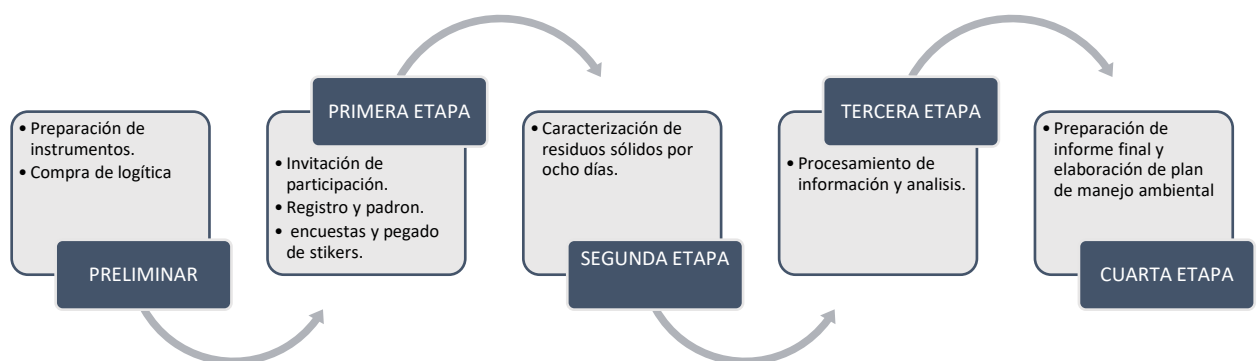 • Preparación de
instrumentos.
• Compra de logítica
PRELIMINAR
PRIMERA ETAPA
• Invitación de
participación.
• Registro y padron.
• encuestas y pegado
de stikers.
• Caracterización de
residuos sólidos por
ocho días.
SEGUNDA ETAPA
TERCERA ETAPA
• Procesamiento de
información y analisis.
• Preparación de
informe final y
elaboración de plan
de manejo ambiental
CUARTA ETAPA